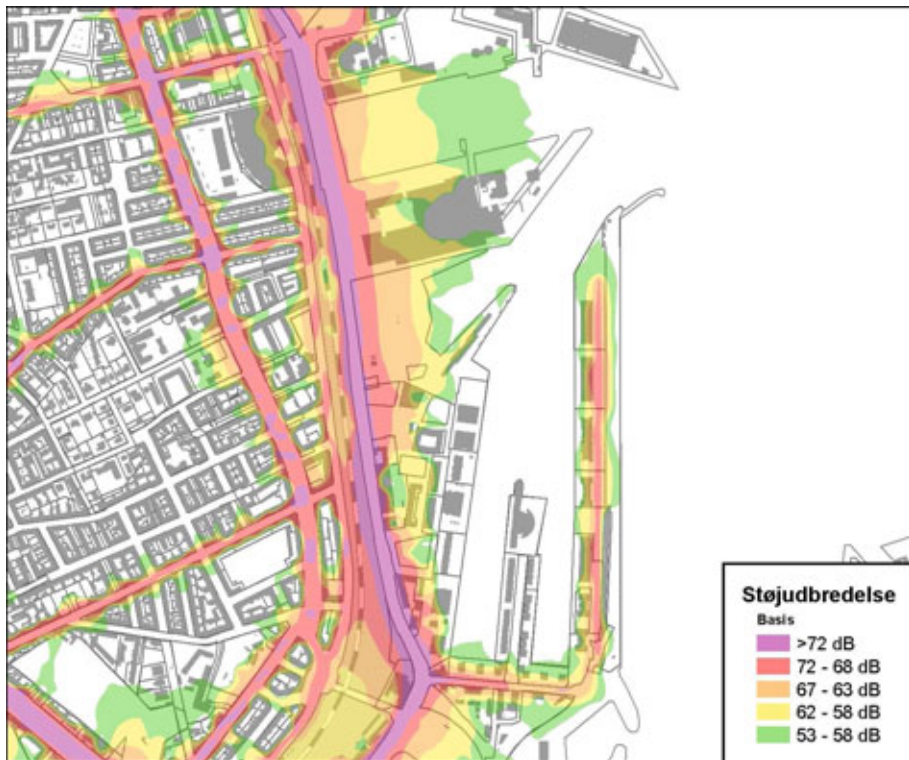 Støjudbredelse
Basis
>72 dB
72 - 68 dB
67 - 63 dB
62 - 58 dB
53 - 58 dB